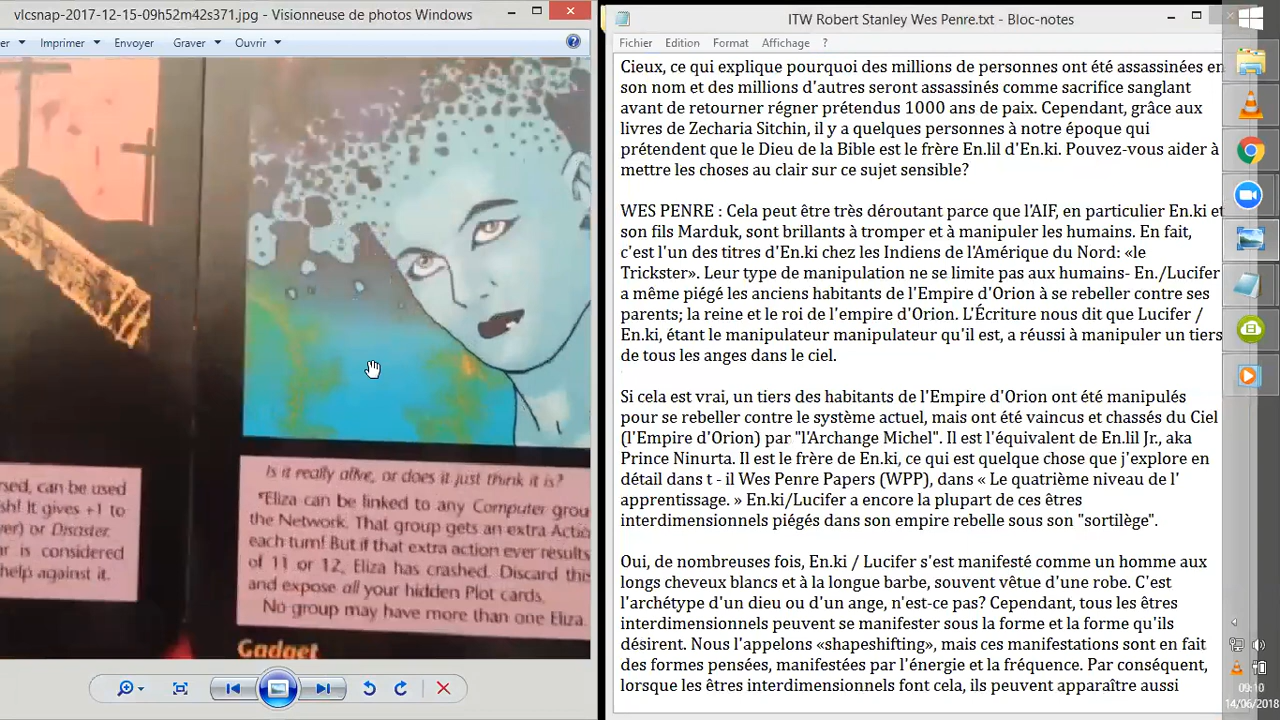 vlcsnap-2017-12-15-09h52m42s371.jpg - Visionneuse de photos Windows
Imprimer Envoyer Graver Ouvrir
Is it really alive, or does it just think it is?
Eliza can be linked to any Computer grou
the Network. That group gets an extra Actio
each turn! But if that extra action ever results
of 11 or 12, Eliza has crashed. Discard this
and expose all your hidden Plot cards.
No group may have more than one Eliza.
Gadget
sed, can be used
sh! It gives +1 to
ver) or Disaster.
ar is considered
help against it.
ITW Robert Stanley Wes Penre.txt - Bloc-notes
Fichier Edition Format Affichage ?
Cieux, ce qui explique pourquoi des millions de personnes ont été assassinées en
son nom et des millions d'autres seront assassinés comme sacrifice sanglant
avant de retourner régner prétendus 1000 ans de paix. Cependant, grâce aux
livres de Zecharia Sitchin, il y a quelques personnes à notre époque qui
prétendent que le Dieu de la Bible est le frère En.lil d'En.ki. Pouvez-vous aider à
mettre les choses au clair sur ce sujet sensible?
WES PENRE : Cela peut être très déroutant parce que l'AIF, en particulier En.ki et
son fils Marduk, sont brillants à tromper et à manipuler les humains. En fait,
c'est l'un des titres d'En.ki chez les Indiens de l'Amérique du Nord: «le
Trickster». Leur type de manipulation ne se limite pas aux humains- En./Lucifer
a même piégé les anciens habitants de l'Empire d'Orion à se rebeller contre ses
parents; la reine et le roi de l'empire d'Orion. L'Écriture nous dit que Lucifer /
En.ki, étant le manipulateur manipulateur qu'il est, a réussi à manipuler un tiers
de tous les anges dans le ciel.
Si cela est vrai, un tiers des habitants de l'Empire d'Orion ont été manipulés
pour se rebeller contre le système actuel, mais ont été vaincus et chassés du Ciel
(l'Empire d'Orion) par "l'Archange Michel". Il est l'équivalent de En.lil Jr., aka
Prince Ninurta. Il est le frère de En.ki, ce qui est quelque chose que j'explore en
détail dans t - il Wes Penre Papers (WPP), dans « Le quatrième niveau de l'
apprentissage. » En.ki/Lucifer a encore la plupart de ces êtres
interdimensionnels piégés dans son empire rebelle sous son "sortilège".
Oui, de nombreuses fois, En.ki / Lucifer s'est manifesté comme un homme aux
longs cheveux blancs et à la longue barbe, souvent vêtue d'une robe. C'est
l'archétype d'un dieu ou d'un ange, n'est-ce pas? Cependant, tous les êtres
interdimensionnels peuvent se manifester sous la forme et la forme qu'ils
désirent. Nous l'appelons «shapeshifting», mais ces manifestations sont en fait
des formes pensées, manifestées par l'énergie et la fréquence. Par conséquent,
lorsque les êtres interdimensionnels font cela, ils peuvent apparaître aussi
09:10
14/06/2018